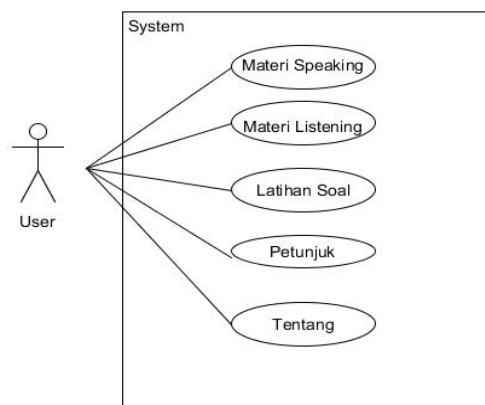 System
Materi Speaking
Materi Listening
Latihan Soal
Petunjuk
Tentang
User